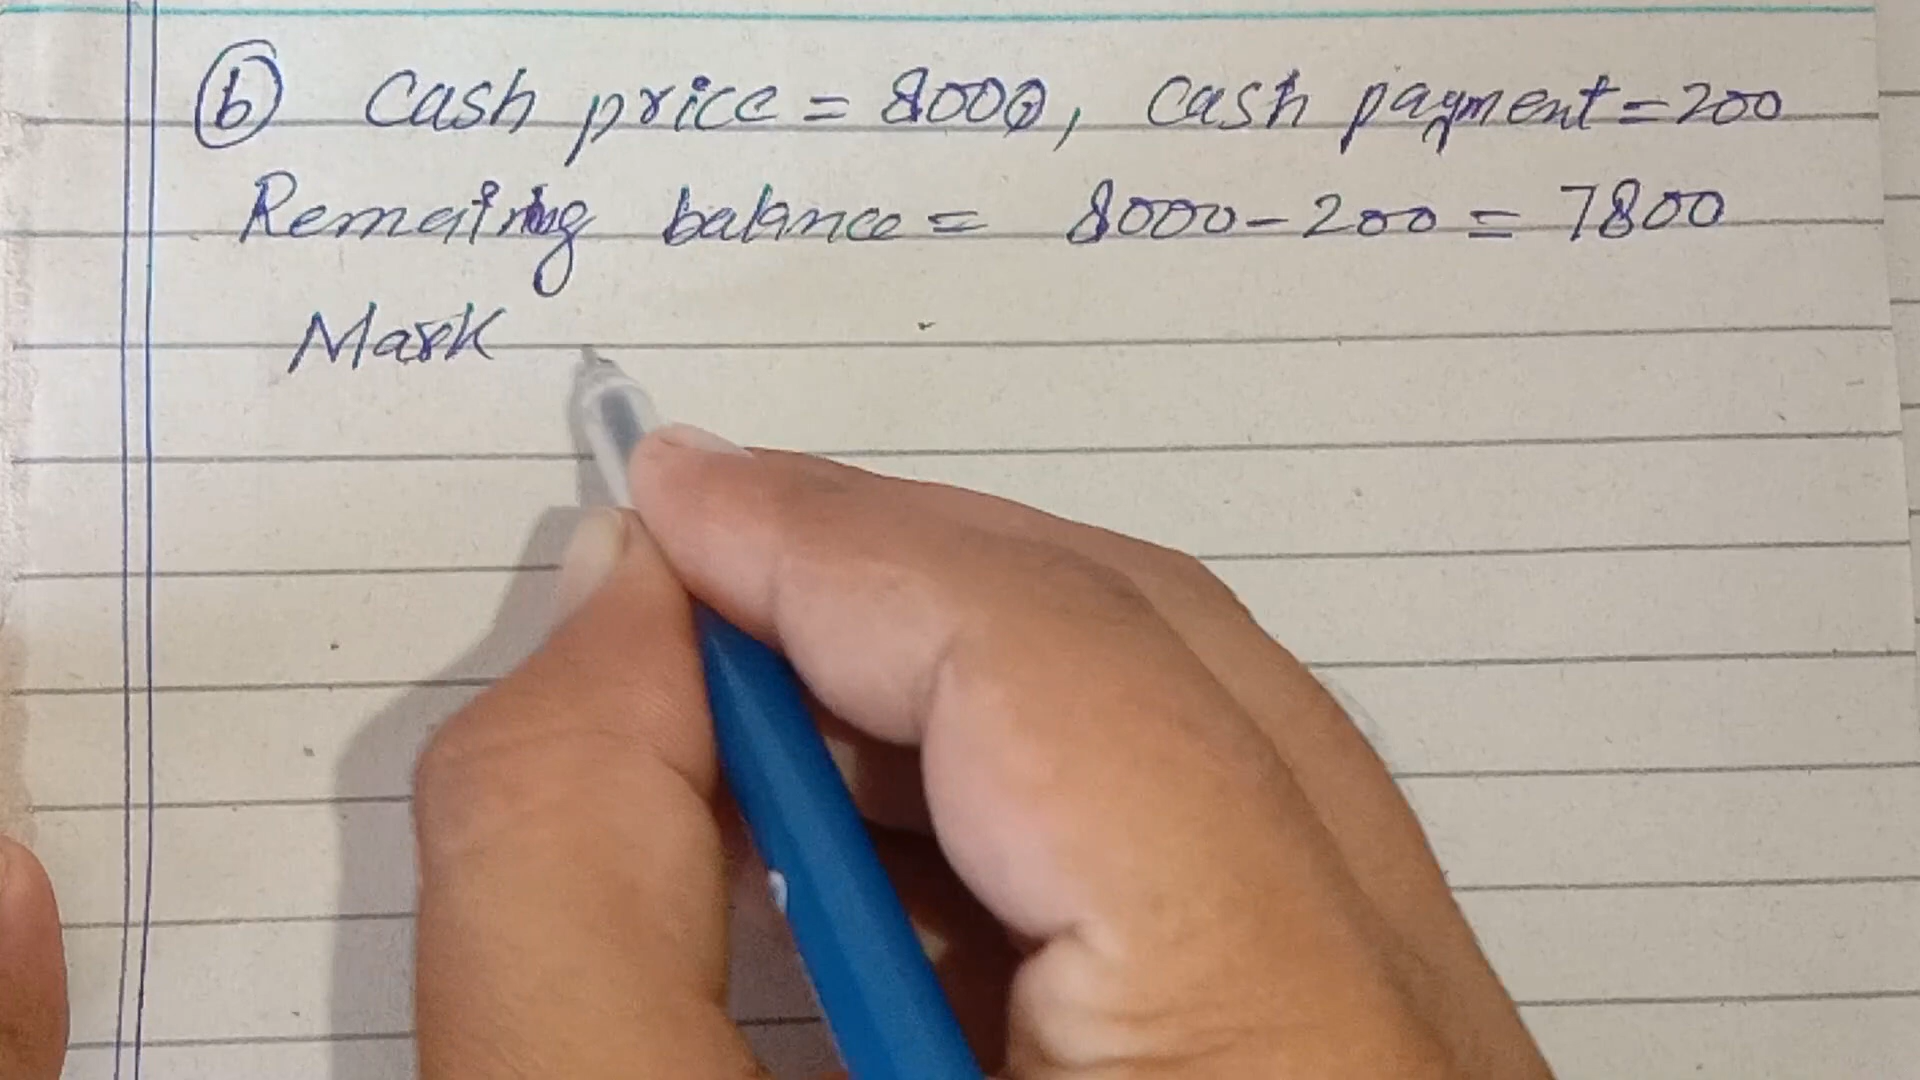 (b) Cash price = 8000, Cash payment = 200
Remaining balance = 8000 - 200 = 7800
Mark